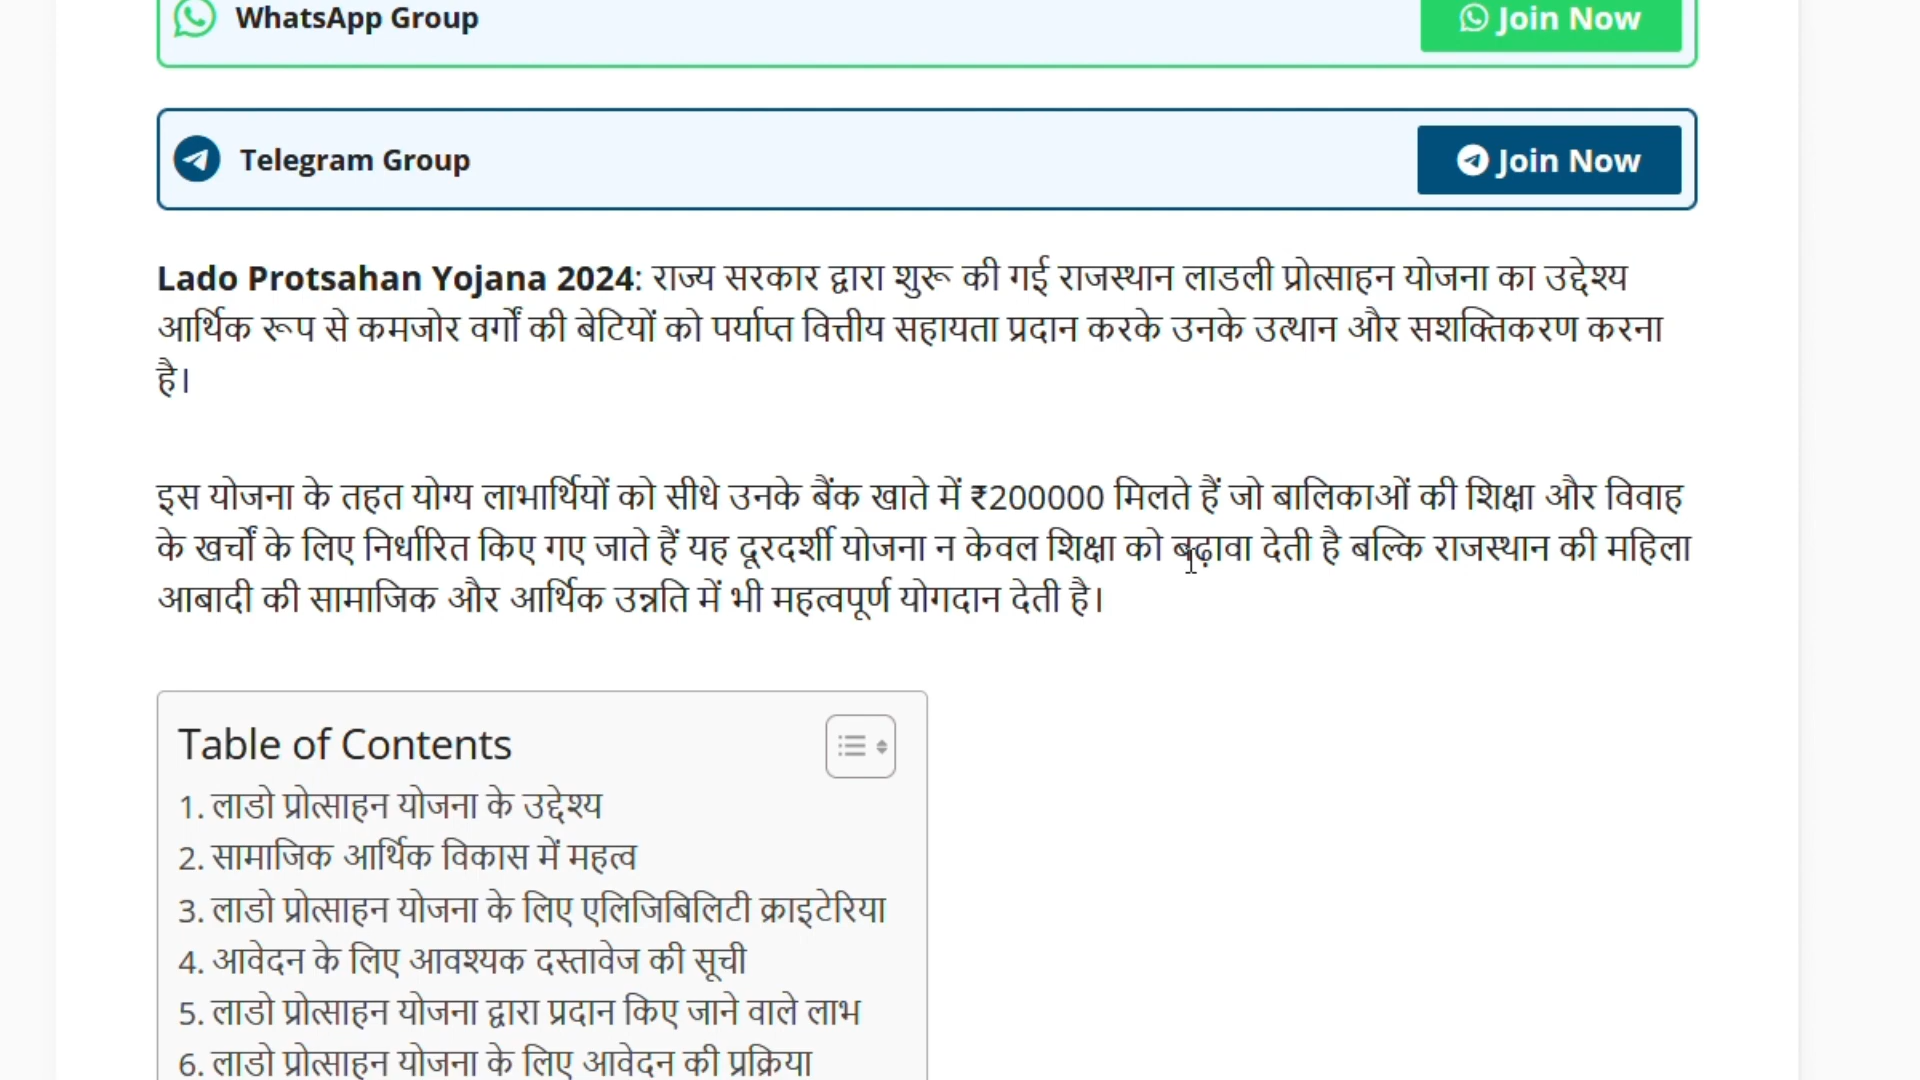 WhatsApp Group
Join Now
Telegram Group
Join Now
Lado Protsahan Yojana 2024: राज्य सरकार द्वारा शुरू की गई राजस्थान लाडली प्रोत्साहन योजना का उद्देश्य
आर्थिक रूप से कमजोर वर्गों की बेटियों को पर्याप्त वित्तीय सहायता प्रदान करके उनके उत्थान और सशक्तिकरण करना
है।
इस योजना के तहत योग्य लाभार्थियों को सीधे उनके बैंक खाते में ₹200000 मिलते हैं जो बालिकाओं की शिक्षा और विवाह
के खर्चों के लिए निर्धारित किए गए जाते हैं यह दूरदर्शी योजना न केवल शिक्षा को बढ़ावा देती है बल्कि राजस्थान की महिला
आबादी की सामाजिक और आर्थिक उन्नति में भी महत्वपूर्ण योगदान देती है।
Table of Contents
1. लाडो प्रोत्साहन योजना के उद्देश्य
2. सामाजिक आर्थिक विकास में महत्व
3. लाडो प्रोत्साहन योजना के लिए एलिजिबिलिटी क्राइटेरिया
4. आवेदन के लिए आवश्यक दस्तावेज की सूची
5. लाडो प्रोत्साहन योजना द्वारा प्रदान किए जाने वाले लाभ
6. लाडो प्रोत्साहन योजना के लिए आवेदन की प्रक्रिया